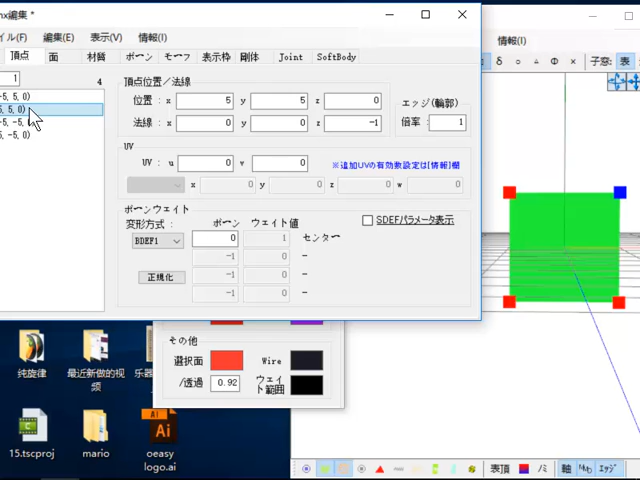 nx編集 *
イル(F) 編集(E) 表示(V) 情報(I)
頂点 面 材質 ボーン モーフ 表示枠 剛体 Joint SoftBody
1 4
-5, 5, 0)
5, 5, 0)
-5, -5,
5, -5, 0)
頂点位置/法線
位置: x 5 y 5 z 0
法線: x 0 y 0 z -1
エッジ(輪郭)
倍率: 1
UV
UV : u 0 v 0 ※追加UVの有効数設定は[情報]欄
x 0 y 0 z 0 w 0
ボーンウェイト
変形方式: ボーン ウェイト値
BDEF1 0 1 センター
-1 0 -
-1 0 -
-1 0 -
正規化
SDEFパラメータ表示
情報(I)
δ ○ △ Φ × 子窓: 表
その他
選択面 Wire
/透過 0.92 ウェイト範囲
纯旋律
最近新做的视频
乐器
15.tscproj
mario
Ai
oeasy logo.ai
表頂 ノミ 軸 MMD エッジ